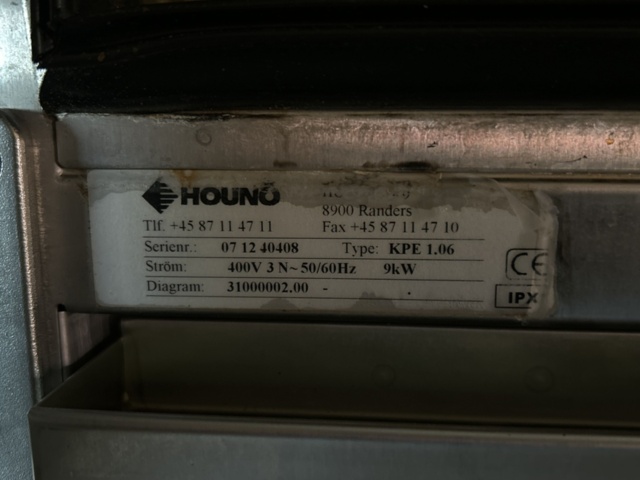 HOUNÖ
8900 Randers
Tlf. +45 87 11 47 11 Fax +45 87 11 47 10
Serienr.: 07 12 40408 Type: KPE 1.06
Ström: 400V 3 N~ 50/60Hz 9kW
Diagram: 31000002.00 -
CE
IPX